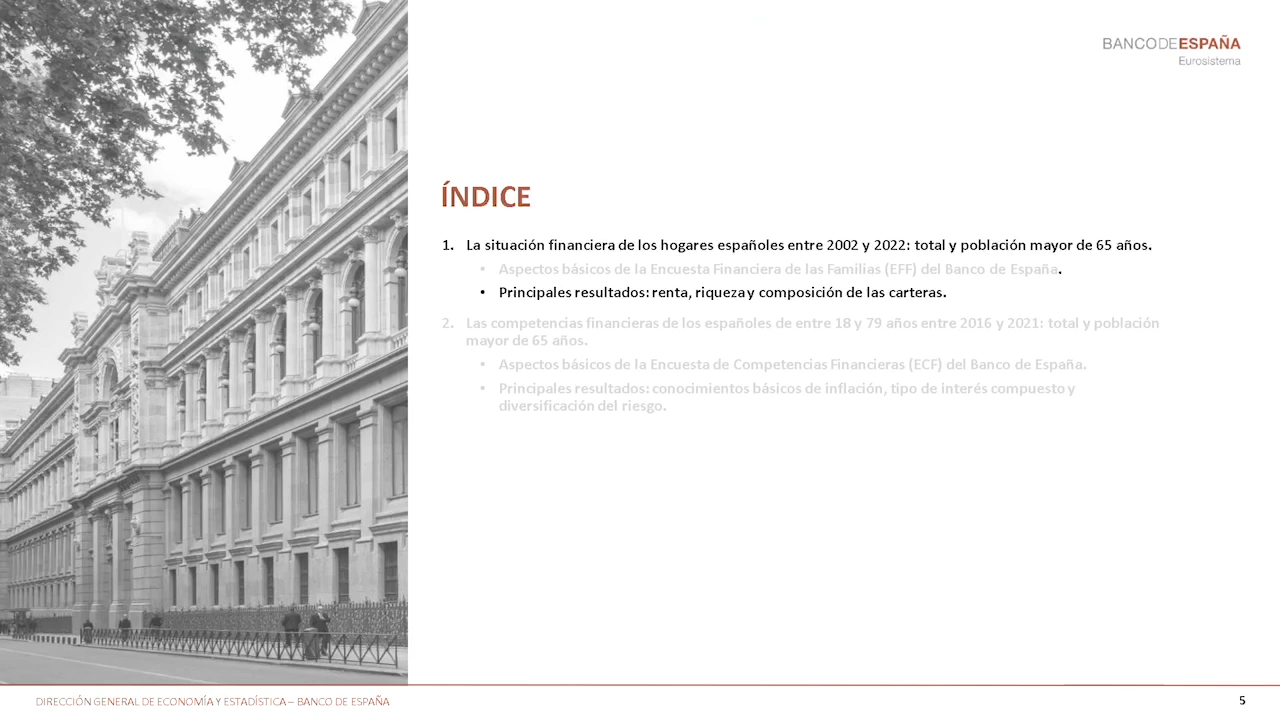 BANCODEESPAÑA
Eurosistema
ÍNDICE
1. La situación financiera de los hogares españoles entre 2002 y 2022: total y población mayor de 65 años.
• Aspectos básicos de la Encuesta Financiera de las Familias (EFF) del Banco de España.
• Principales resultados: renta, riqueza y composición de las carteras.
2. Las competencias financieras de los españoles de entre 18 y 79 años entre 2016 y 2021: total y población
mayor de 65 años.
• Aspectos básicos de la Encuesta de Competencias Financieras (ECF) del Banco de España.
• Principales resultados: conocimientos básicos de inflación, tipo de interés compuesto y
diversificación del riesgo.
DIRECCIÓN GENERAL DE ECONOMÍA Y ESTADÍSTICA – BANCO DE ESPAÑA
5